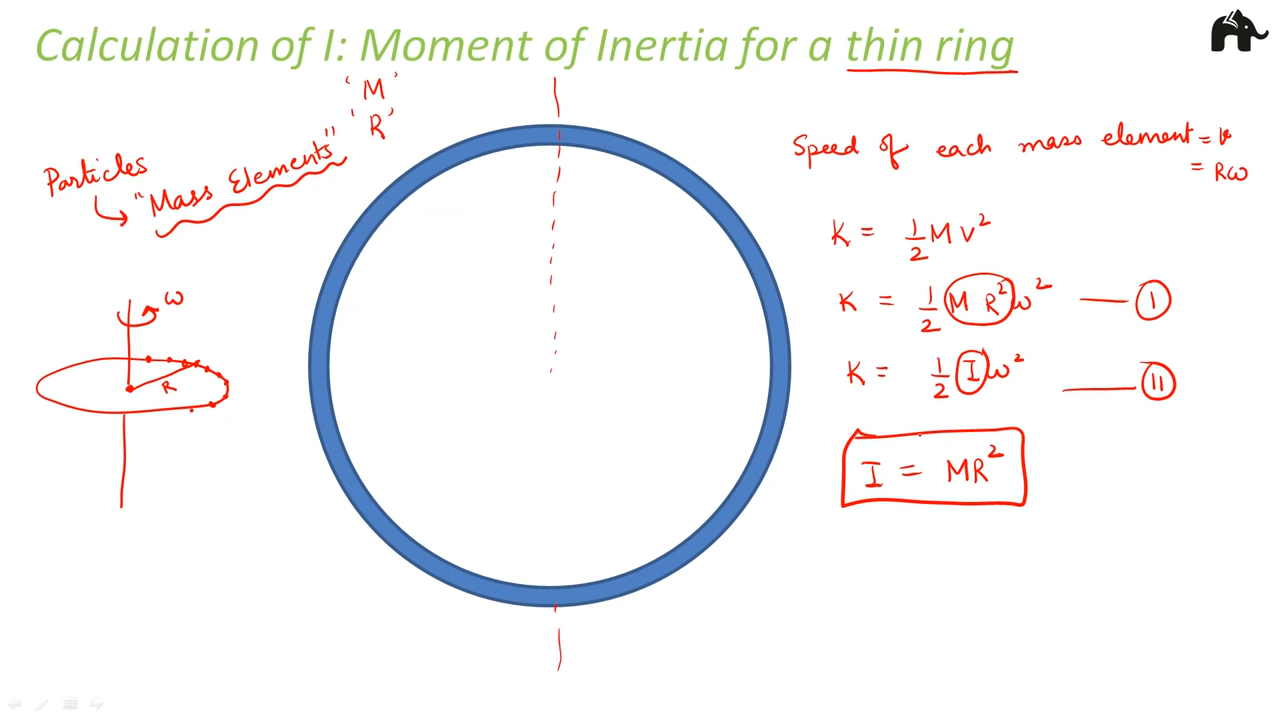 Calculation of I: Moment of Inertia for a thin ring
'M'
'R'
Particles
"Mass Elements"
ω
R
Speed of each mass element = v
= Rω
K = 1/2 M v²
K = 1/2 M R² ω² — I
K = 1/2 I ω² — II
I = MR²